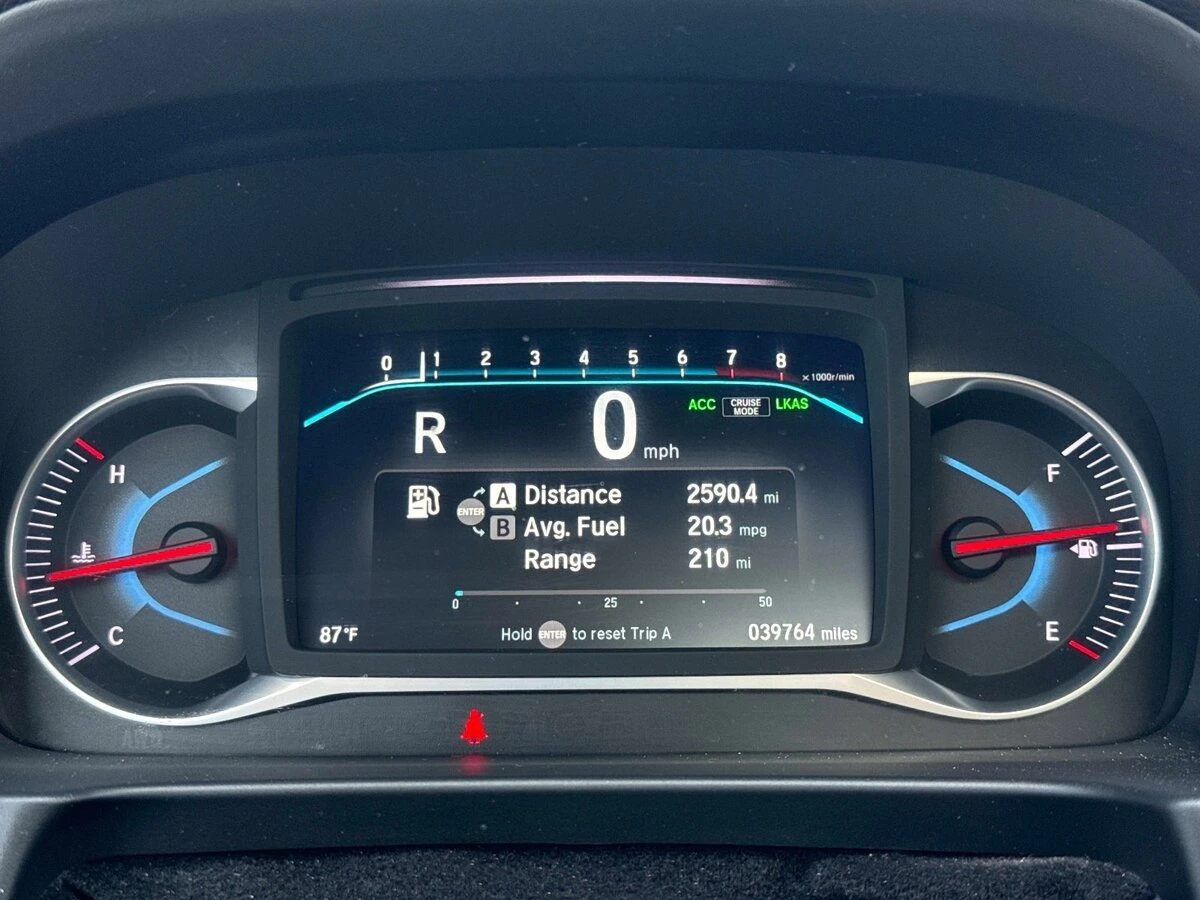 0 1 2 3 4 5 6 7 8
x1000r/min
R 0 mph
ACC CRUISE MODE LKAS
H
C
F
E
A Distance 2590.4 mi
ENTER
B Avg. Fuel 20.3 mpg
Range 210 mi
0 25 50
87°F
Hold ENTER to reset Trip A
039764 miles